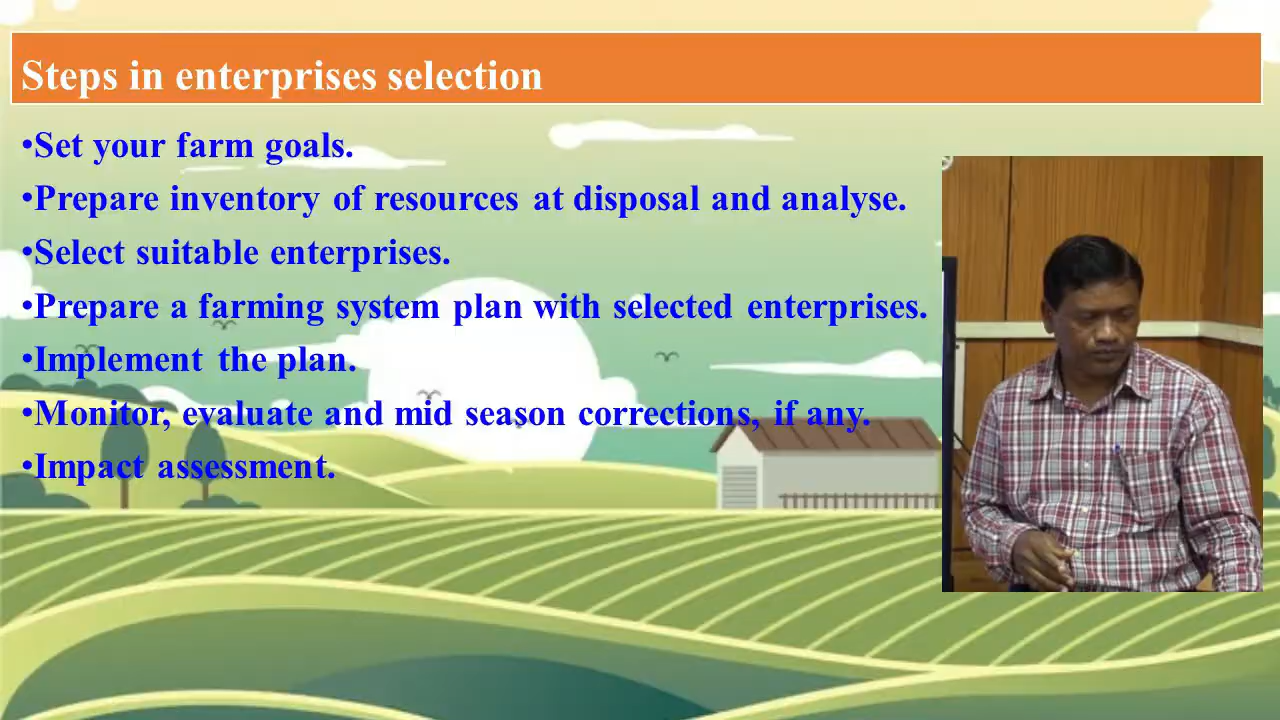 Steps in enterprises selection
•Set your farm goals.
•Prepare inventory of resources at disposal and analyse.
•Select suitable enterprises.
•Prepare a farming system plan with selected enterprises.
•Implement the plan.
•Monitor, evaluate and mid season corrections, if any.
•Impact assessment.